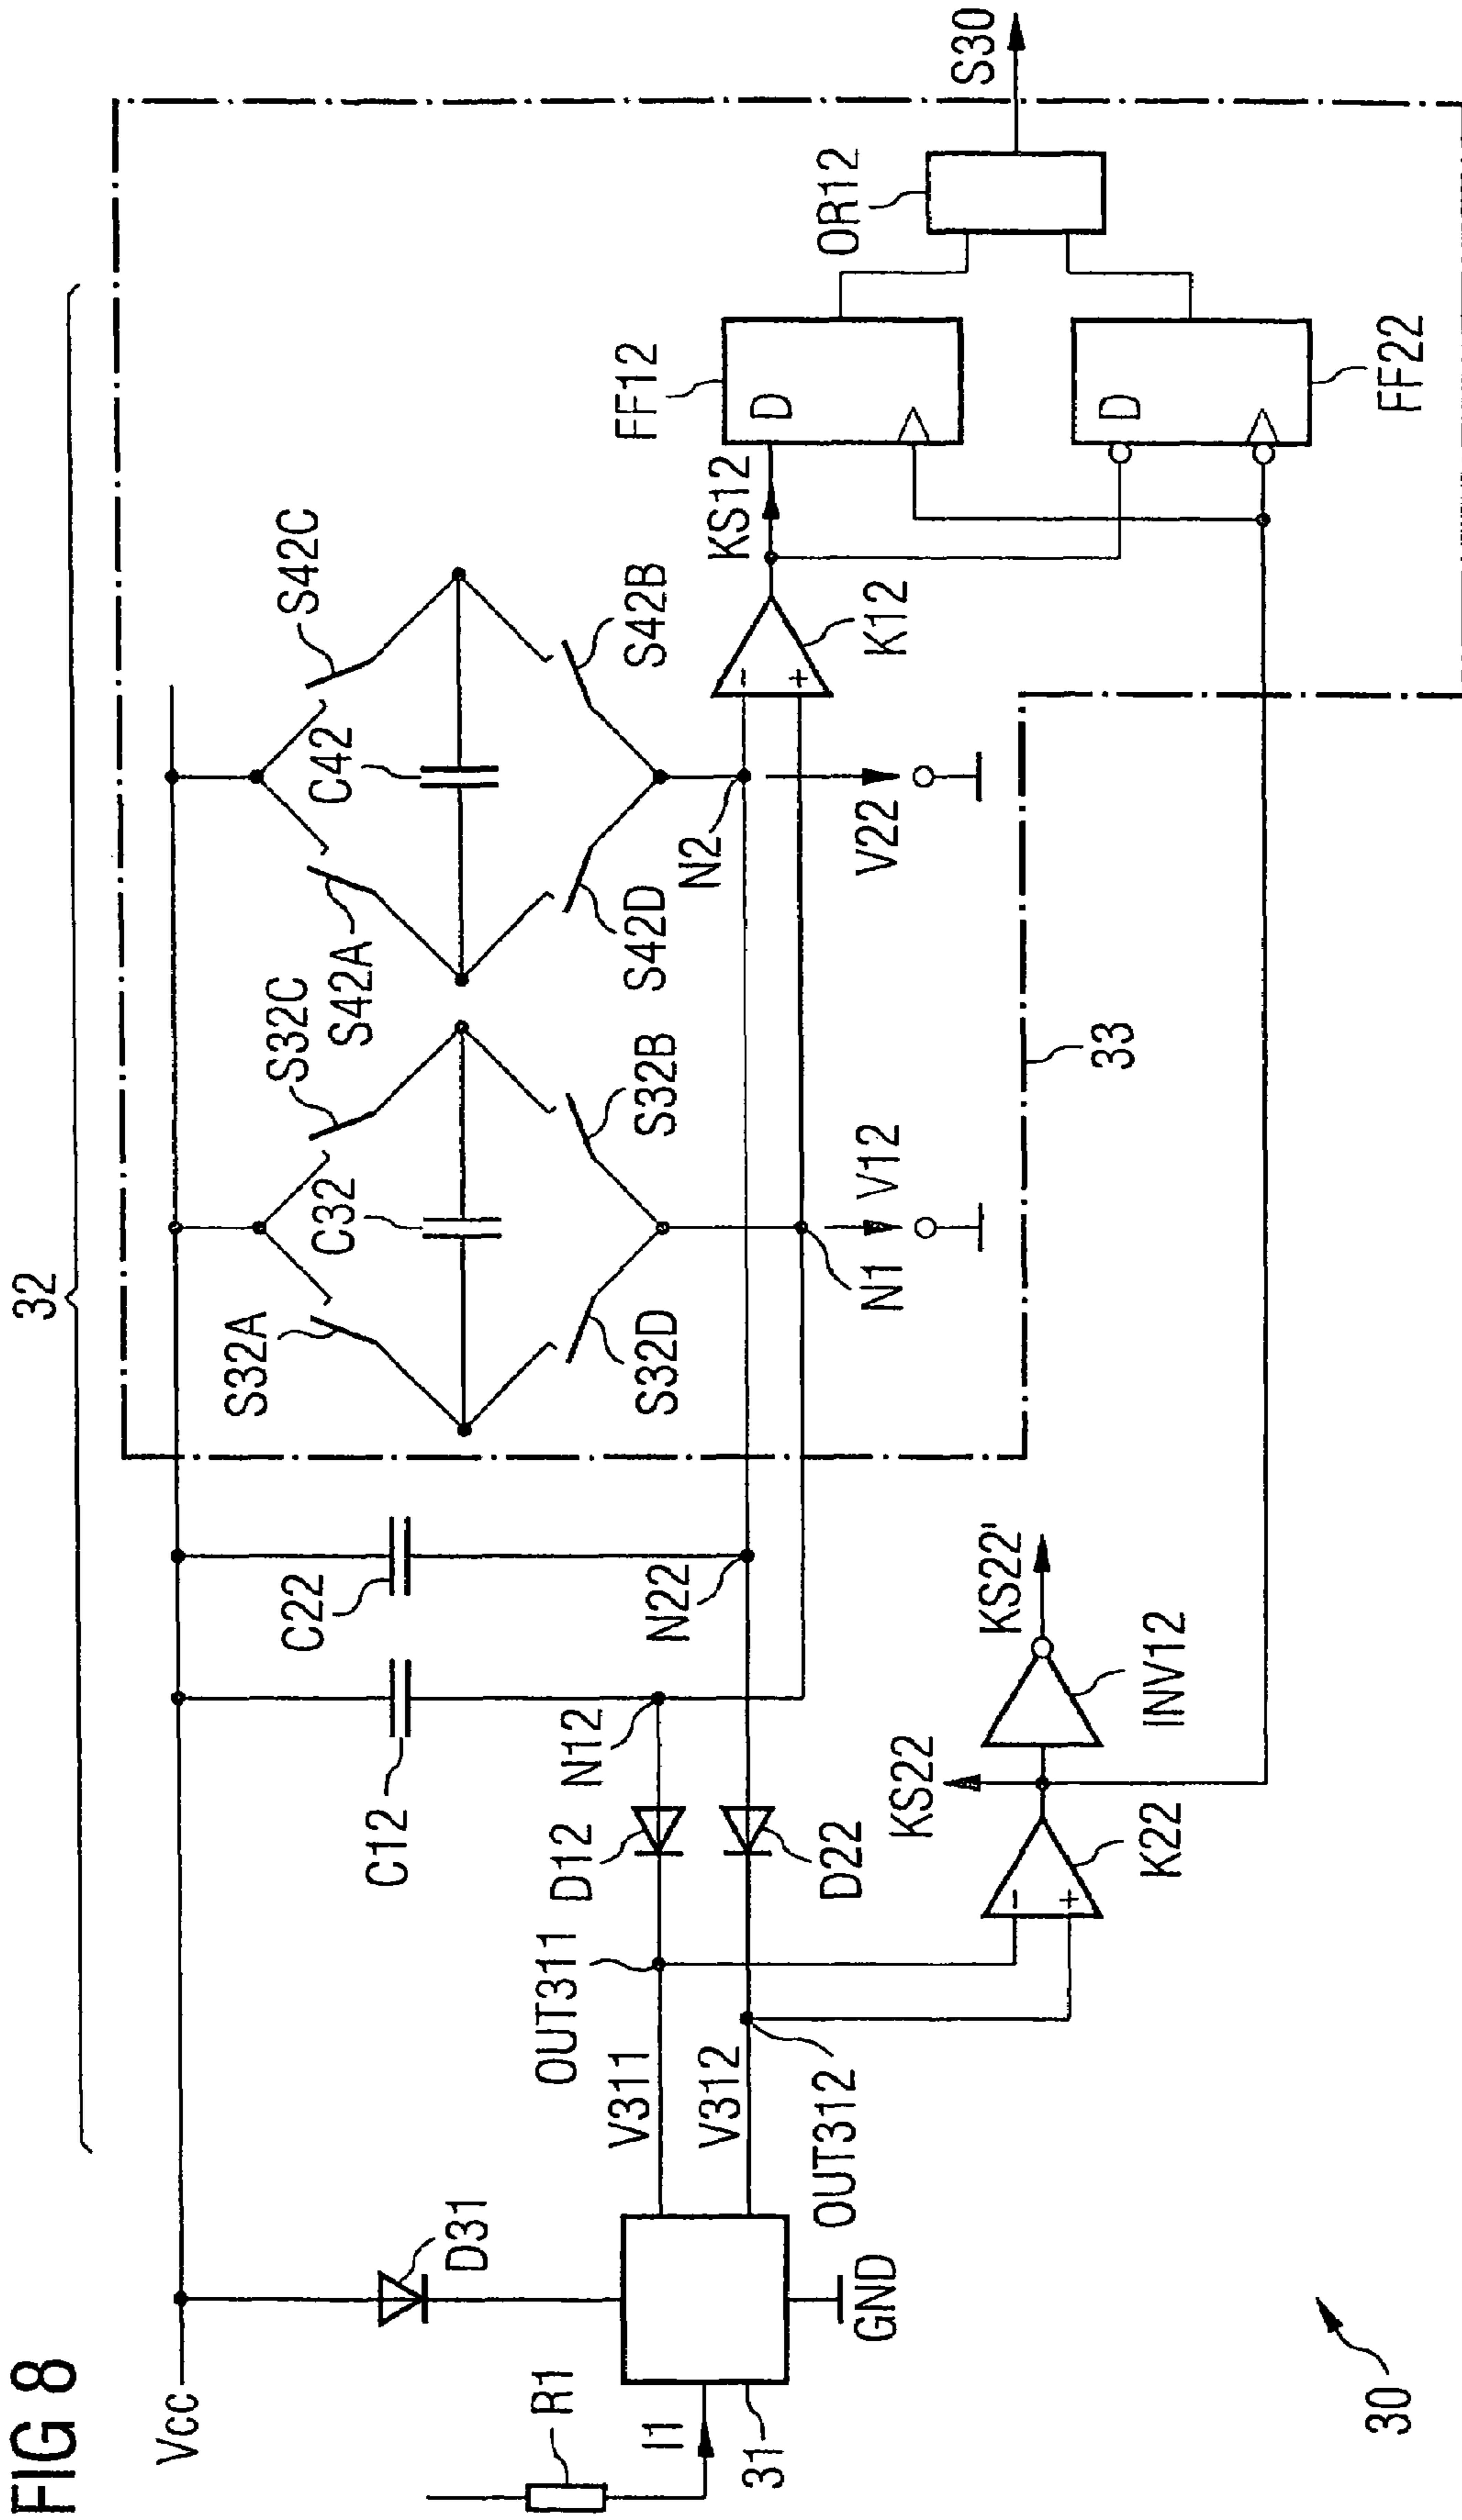 FIG 8
32
Vcc
R1
I1
31
D31
GND
V311
V312
OUT311
OUT312
D12
D22
C12
C22
N12
N22
KS22
K22
KS22'
INV12
S32A
S32C
C32
S32D
S32B
N1
V12
33
S42A
S42C
C42
S42D
S42B
N2
V22
-
+
K12
KS12
-
+
FF12
D
D
FF22
OR12
S30
30